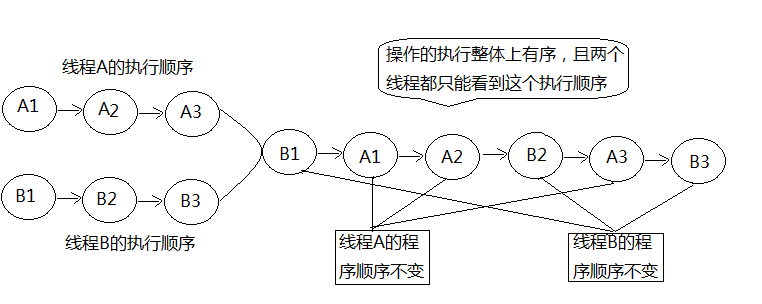 操作的执行整体上有序，且两个
线程都只能看到这个执行顺序
线程A的执行顺序
A1
A2
A3
B1
A1
A2
B2
A3
B3
B1
B2
B3
线程B的执行顺序
线程A的程
序顺序不变
线程B的程
序顺序不变